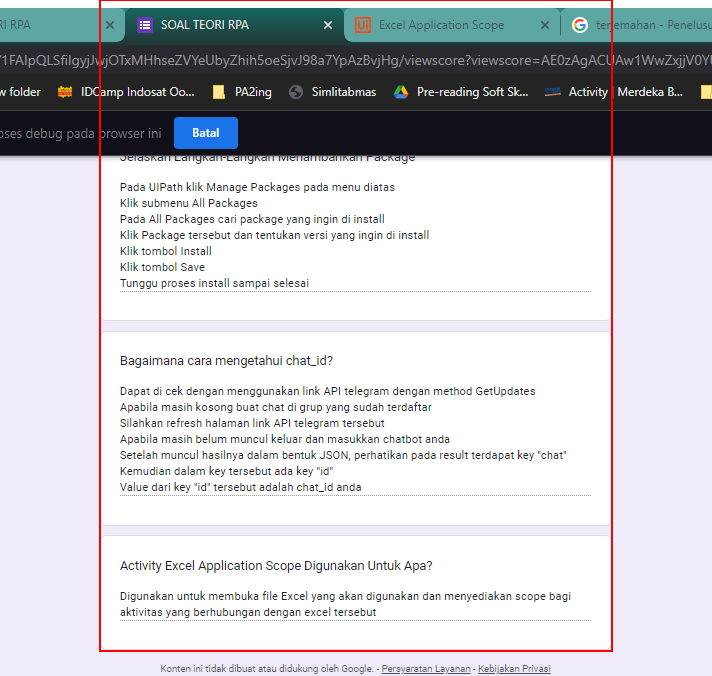 RI RPA
SOAL TEORI RPA
Excel Application Scope
terjemahan - Penelusu
/1FAIpQLSfilgyjJwjOTxMHhseZVYeUbyZhih5oeSjvJ98a7YpAzBvjHg/viewscore?viewscore=AE0zAgACUAw1WwZxjjV0YU
w folder
IDCamp Indosat Oo...
PA2ing
Simlitabmas
Pre-reading Soft Sk...
Activity | Merdeka B...
oses debug pada browser ini
Batal
Jelaskan Langkah-Langkah Menambahkan Package
Pada UIPath klik Manage Packages pada menu diatas
Klik submenu All Packages
Pada All Packages cari package yang ingin di install
Klik Package tersebut dan tentukan versi yang ingin di install
Klik tombol Install
Klik tombol Save
Tunggu proses install sampai selesai
Bagaimana cara mengetahui chat_id?
Dapat di cek dengan menggunakan link API telegram dengan method GetUpdates
Apabila masih kosong buat chat di grup yang sudah terdaftar
Silahkan refresh halaman link API telegram tersebut
Apabila masih belum muncul keluar dan masukkan chatbot anda
Setelah muncul hasilnya dalam bentuk JSON, perhatikan pada result terdapat key "chat"
Kemudian dalam key tersebut ada key "id"
Value dari key "id" tersebut adalah chat_id anda
Activity Excel Application Scope Digunakan Untuk Apa?
Digunakan untuk membuka file Excel yang akan digunakan dan menyediakan scope bagi
aktivitas yang berhubungan dengan excel tersebut
Konten ini tidak dibuat atau didukung oleh Google. - Persyaratan Layanan - Kebijakan Privasi